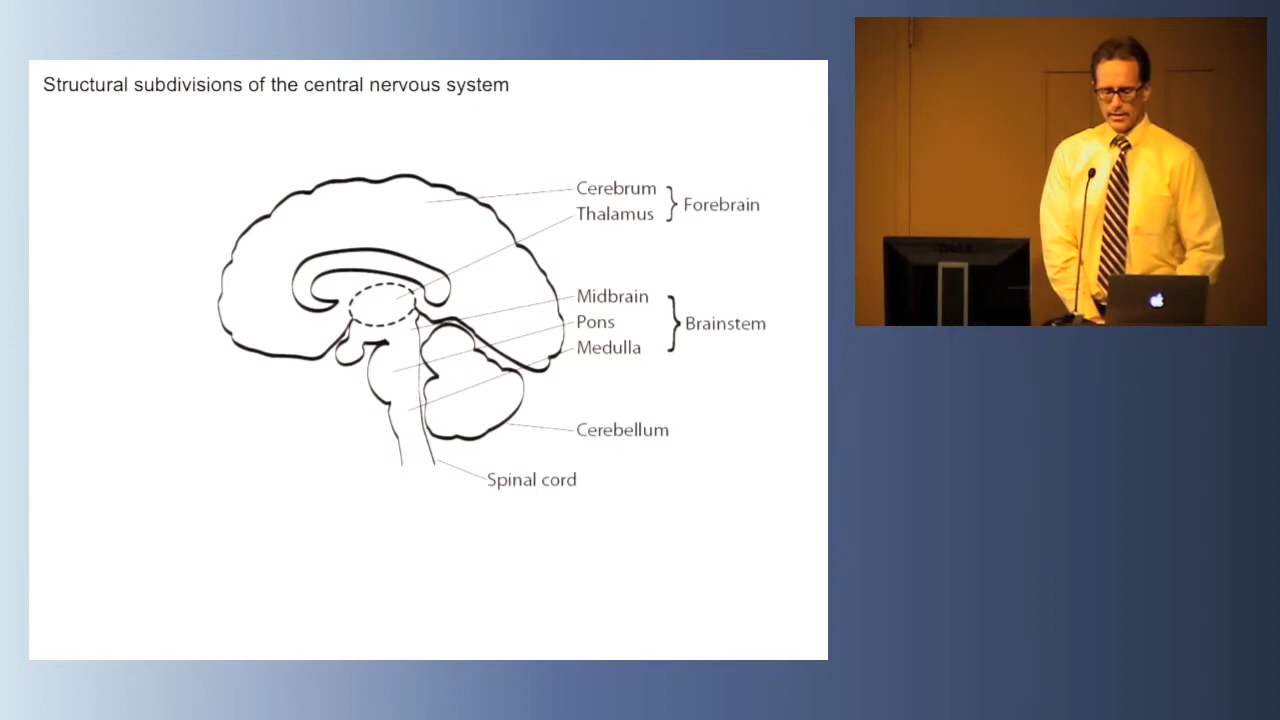 Structural subdivisions of the central nervous system
Cerebrum
Thalamus
Forebrain
Midbrain
Pons
Medulla
Brainstem
Cerebellum
Spinal cord